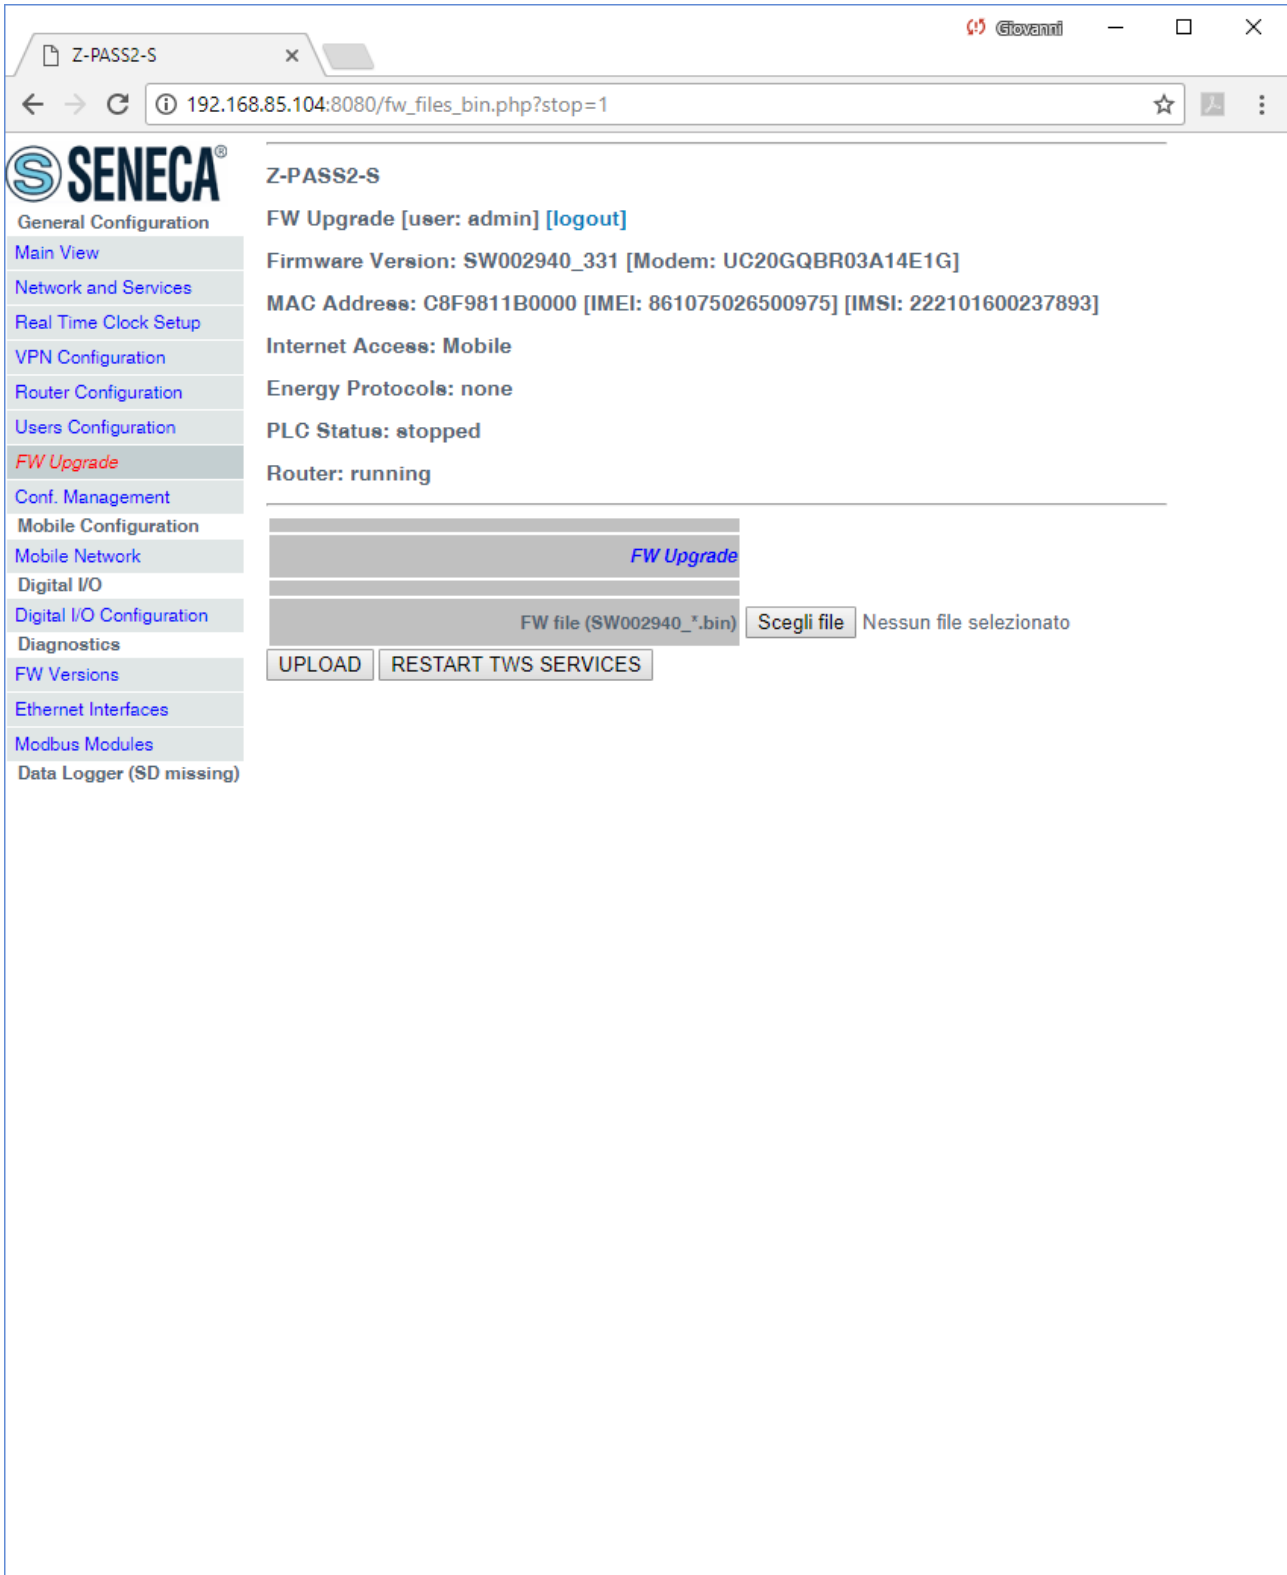 Giovanni
Z-PASS2-S
192.168.85.104:8080/fw_files_bin.php?stop=1
SENECA®
General Configuration
Main View
Network and Services
Real Time Clock Setup
VPN Configuration
Router Configuration
Users Configuration
FW Upgrade
Conf. Management
Mobile Configuration
Mobile Network
Digital I/O
Digital I/O Configuration
Diagnostics
FW Versions
Ethernet Interfaces
Modbus Modules
Data Logger (SD missing)
Z-PASS2-S
FW Upgrade [user: admin] [logout]
Firmware Version: SW002940_331 [Modem: UC20GQBR03A14E1G]
MAC Address: C8F9811B0000 [IMEI: 861075026500975] [IMSI: 222101600237893]
Internet Access: Mobile
Energy Protocols: none
PLC Status: stopped
Router: running
FW Upgrade
FW file (SW002940_*.bin) Scegli file Nessun file selezionato
UPLOAD RESTART TWS SERVICES